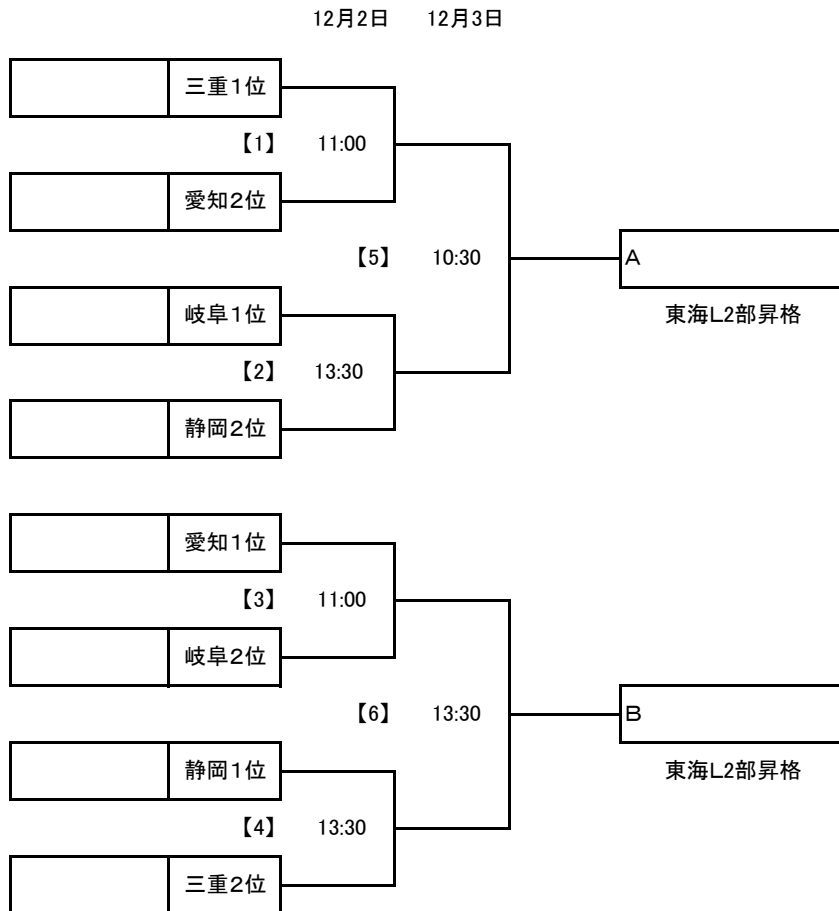 12月2日 12月3日
三重１位
【1】 11:00
愛知２位
【5】 10:30
A
岐阜１位
東海L2部昇格
【2】 13:30
静岡２位
愛知１位
【3】 11:00
岐阜２位
【6】 13:30
B
静岡１位
東海L2部昇格
【4】 13:30
三重２位